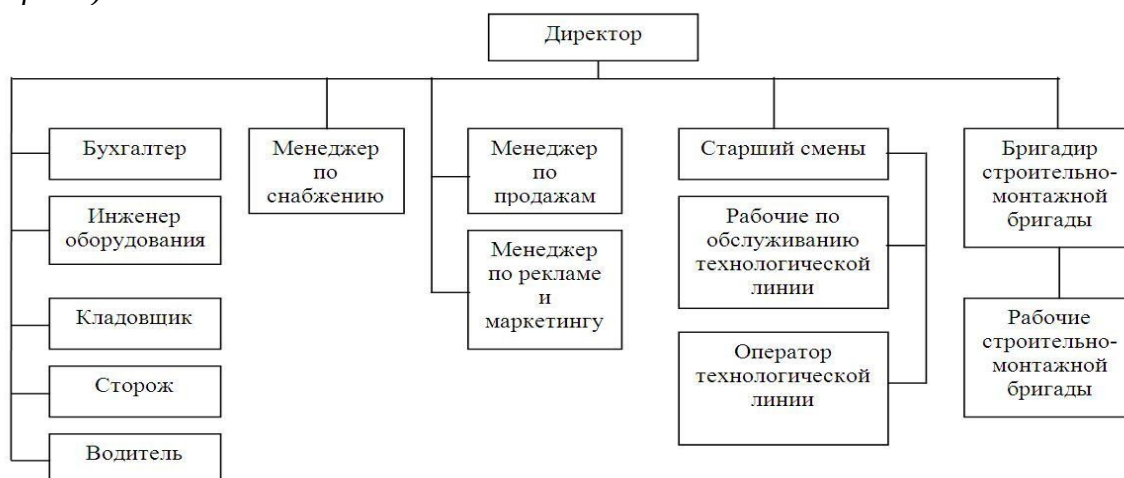 Директор
Бухгалтер
Инженер
оборудования
Кладовщик
Сторож
Водитель
Менеджер
по
снабжению
Менеджер
по
продажам
Менеджер
по рекламе
и
маркетингу
Старший смены
Рабочие по
обслуживанию
технологической
линии
Оператор
технологической
линии
Бригадир
строительно-
монтажной
бригады
Рабочие
строительно-
монтажной
бригады